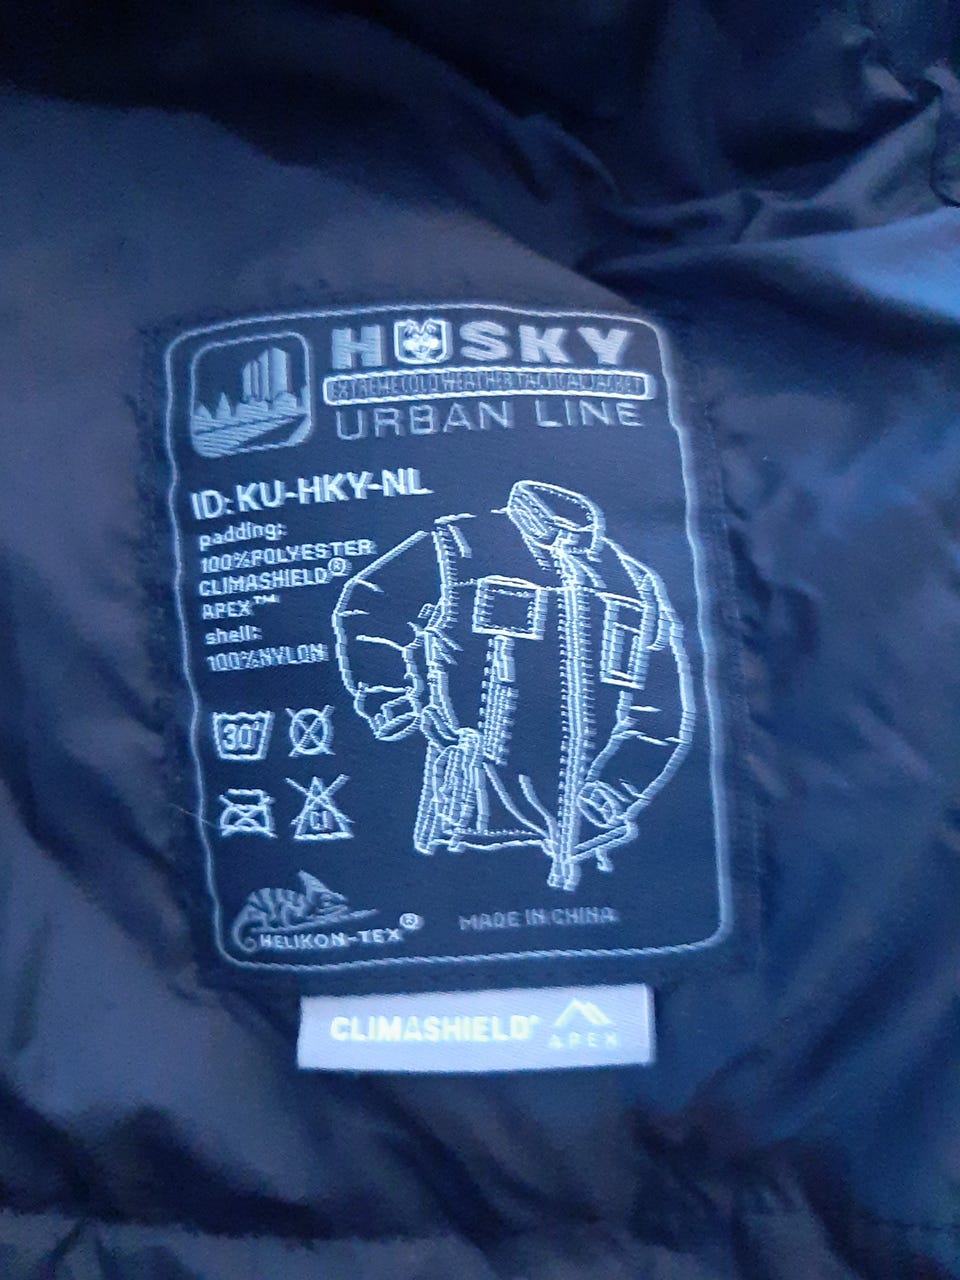 HUSKY
EXTREME COLD WEATHER TACTICAL JACKET
URBAN LINE
ID: KU-HKY-NL
padding:
100% POLYESTER
CLIMASHIELD®
APEX™
shell:
100% NYLON
30°
Cl
HELIKON-TEX®
MADE IN CHINA
CLIMASHIELD®
APEX